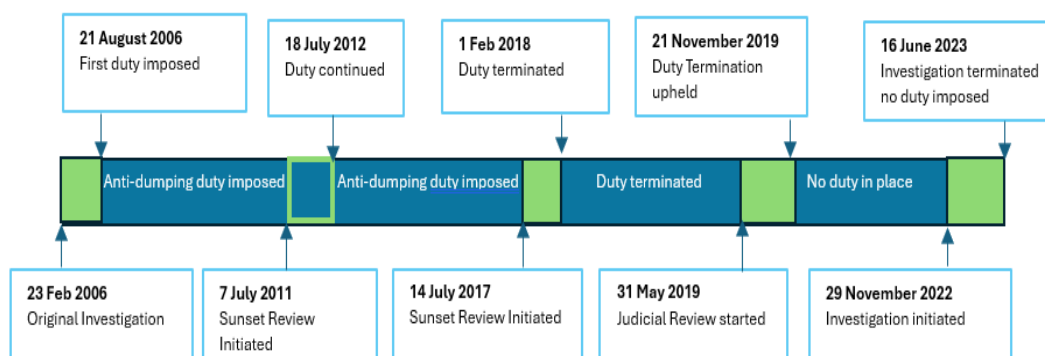 21 August 2006
First duty imposed
18 July 2012
Duty continued
1 Feb 2018
Duty terminated
21 November 2019
Duty Termination
upheld
16 June 2023
Investigation terminated
no duty imposed
Anti-dumping duty imposed
Anti-dumping duty imposed
Duty terminated
No duty in place
23 Feb 2006
Original Investigation
7 July 2011
Sunset Review
Initiated
14 July 2017
Sunset Review Initiated
31 May 2019
Judicial Review started
29 November 2022
Investigation initiated